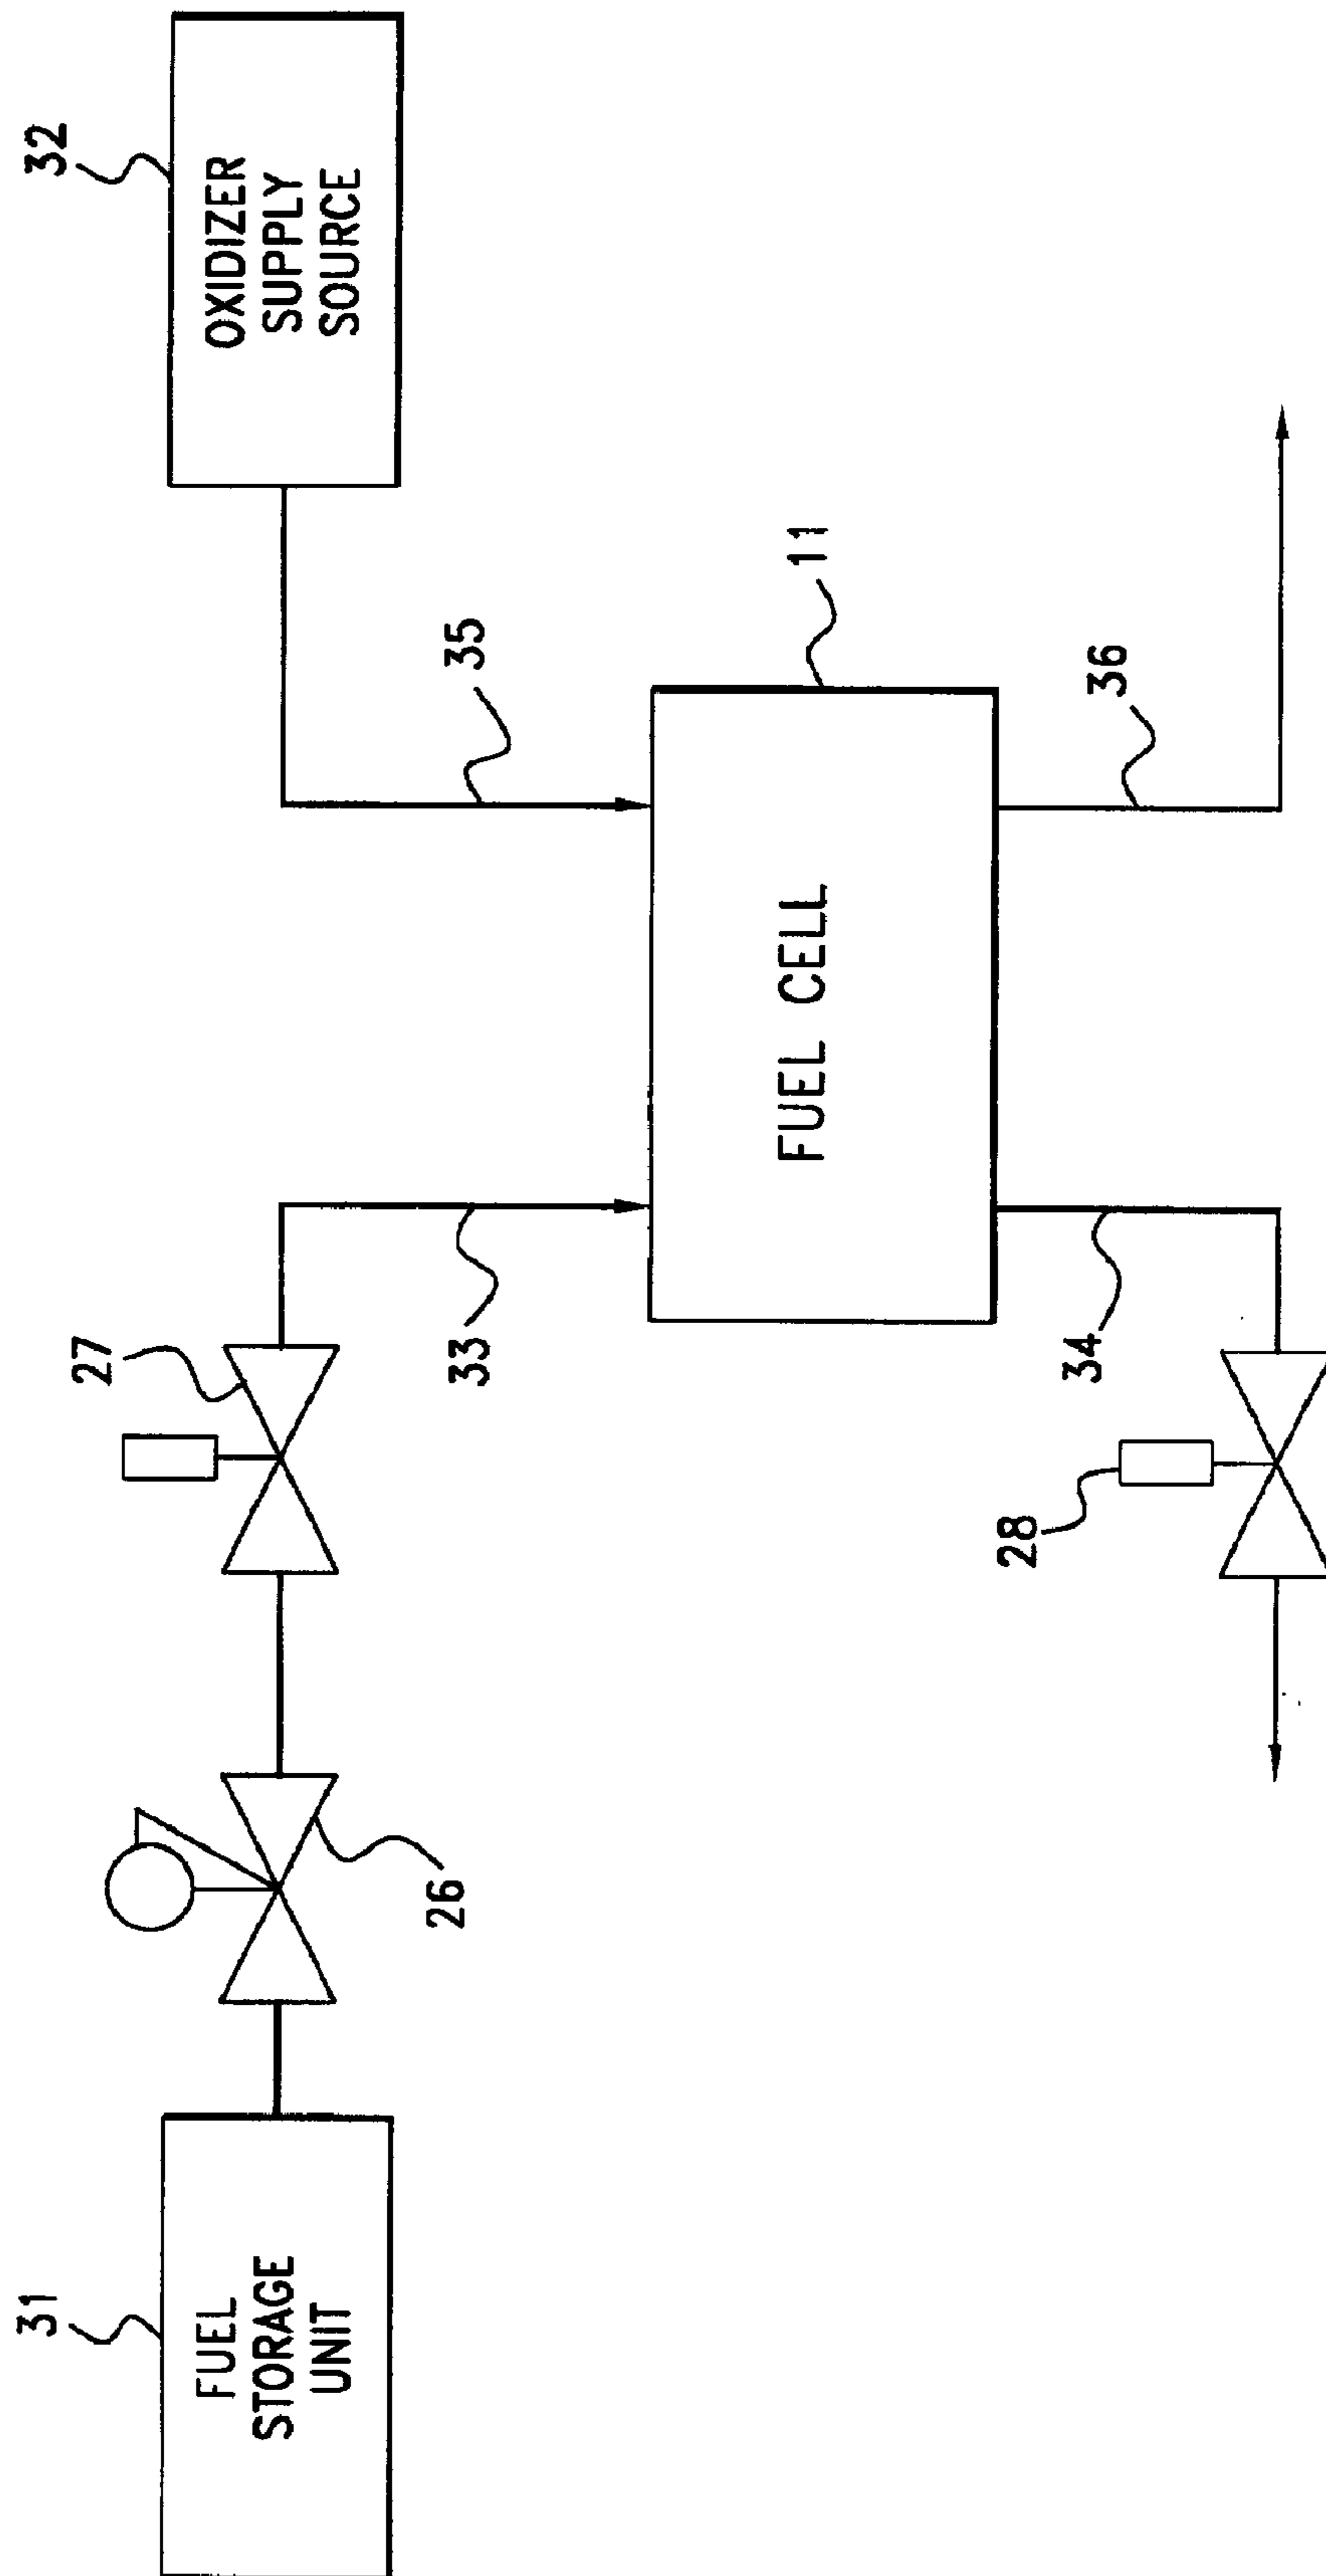 31
FUEL
STORAGE
UNIT
26
27
33
32
OXIDIZER
SUPPLY
SOURCE
35
FUEL CELL
11
28
34
36